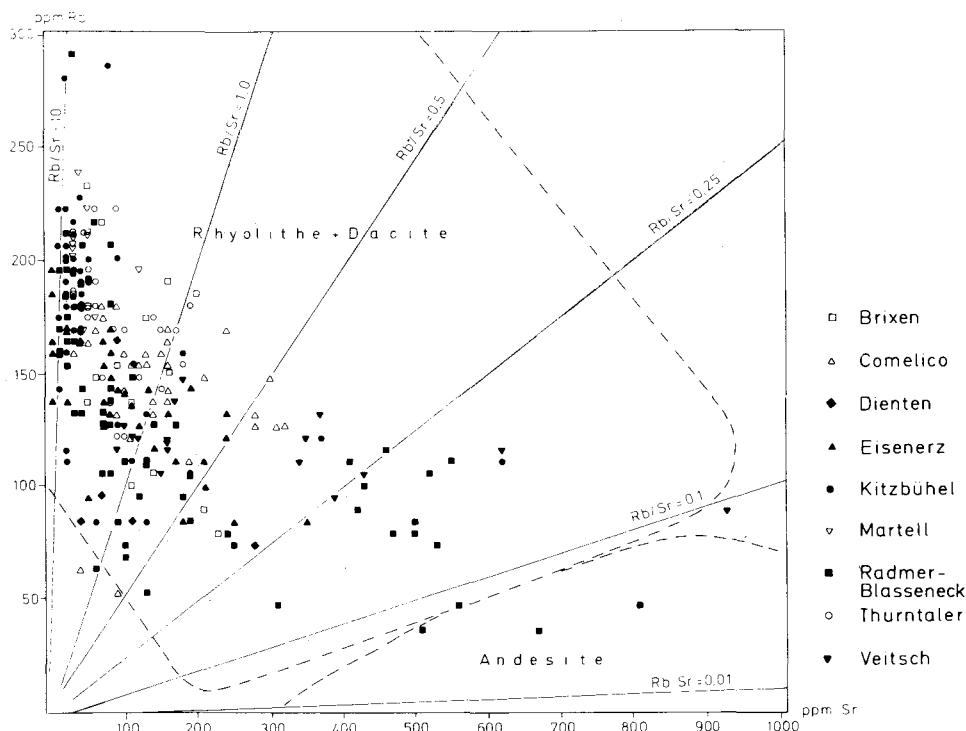 ppm Rb
300
250
200
150
100
50
Rb/Sr=10
Rb/Sr=1.0
Rb/Sr=0.5
Rb/Sr=0.25
Rhyolithe + Dacite
Rb/Sr=0.1
Andesite
Rb Sr=0.01
100 200 300 400 500 600 700 800 900 1000
ppm Sr
Brixen
Comelico
Dienten
Eisenerz
Kitzbühel
Martell
Radmer-
Blasseneck
Thurntaler
Veitsch